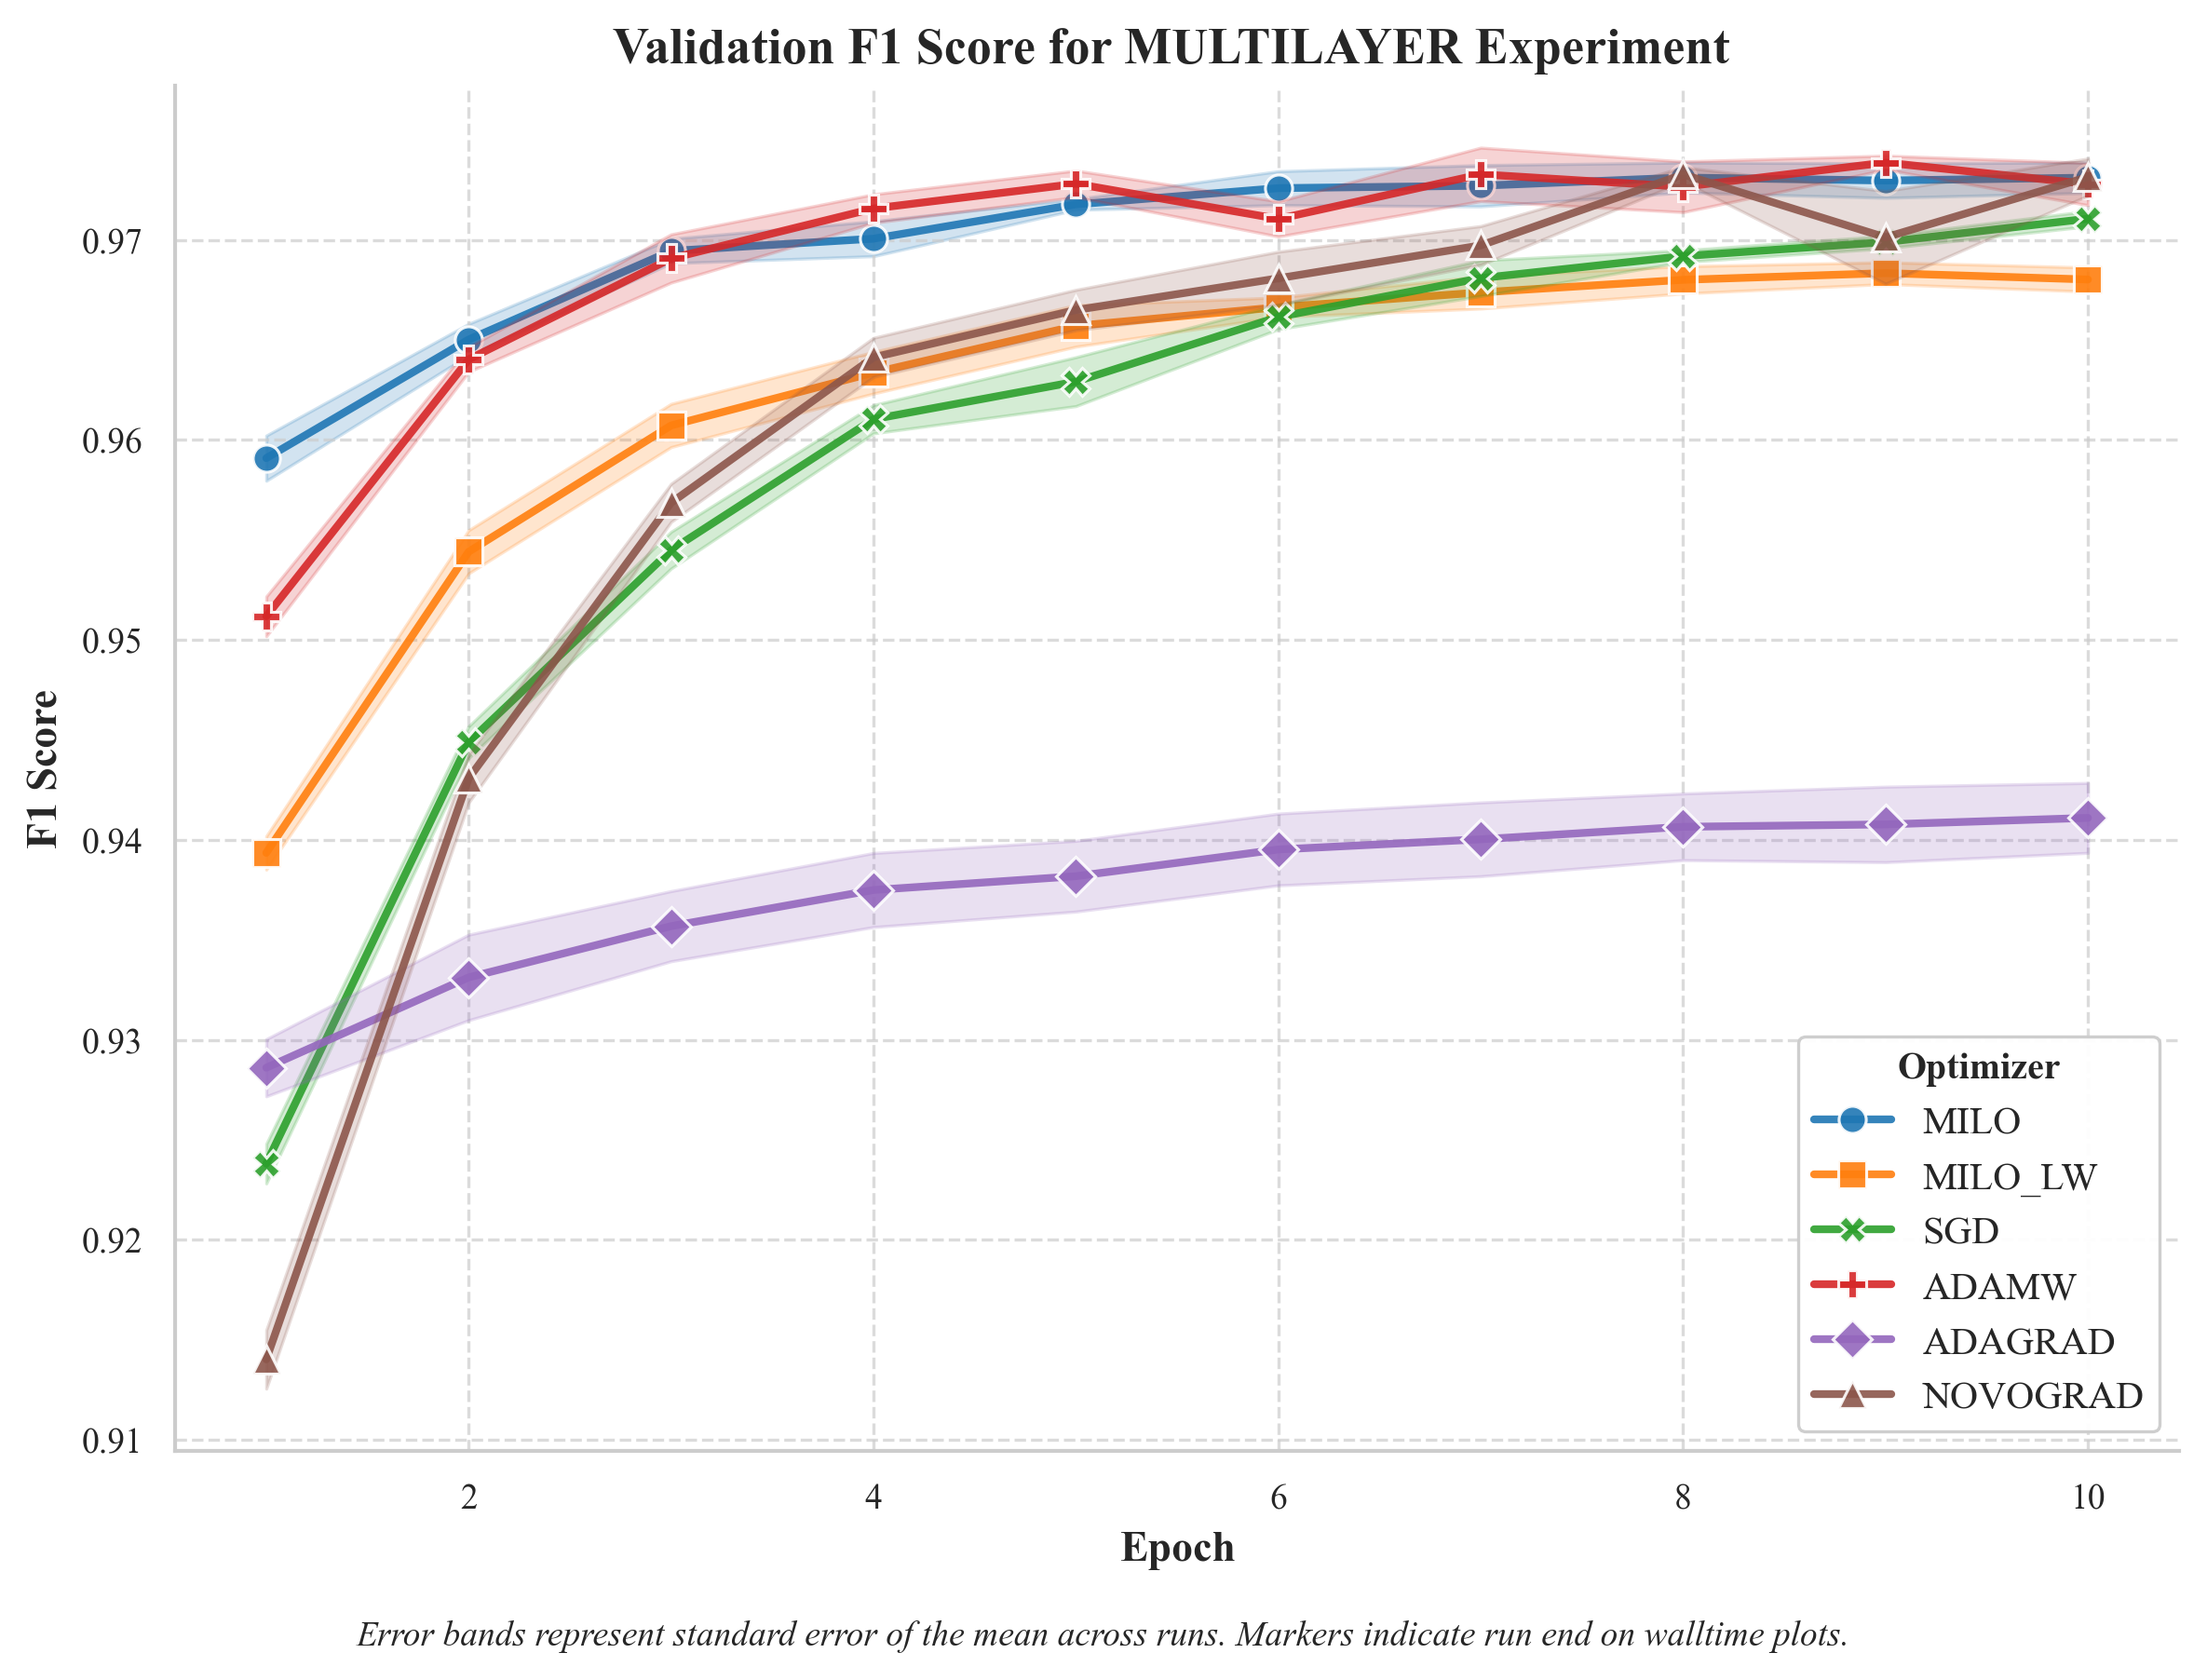 Validation F1 Score for MULTILAYER Experiment
F1 Score
0.97
0.96
0.95
0.94
0.93
0.92
0.91
2 4 6 8 10
Epoch
Optimizer
MILO
MILO_LW
SGD
ADAMW
ADAGRAD
NOVOGRAD
Error bands represent standard error of the mean across runs. Markers indicate run end on walltime plots.